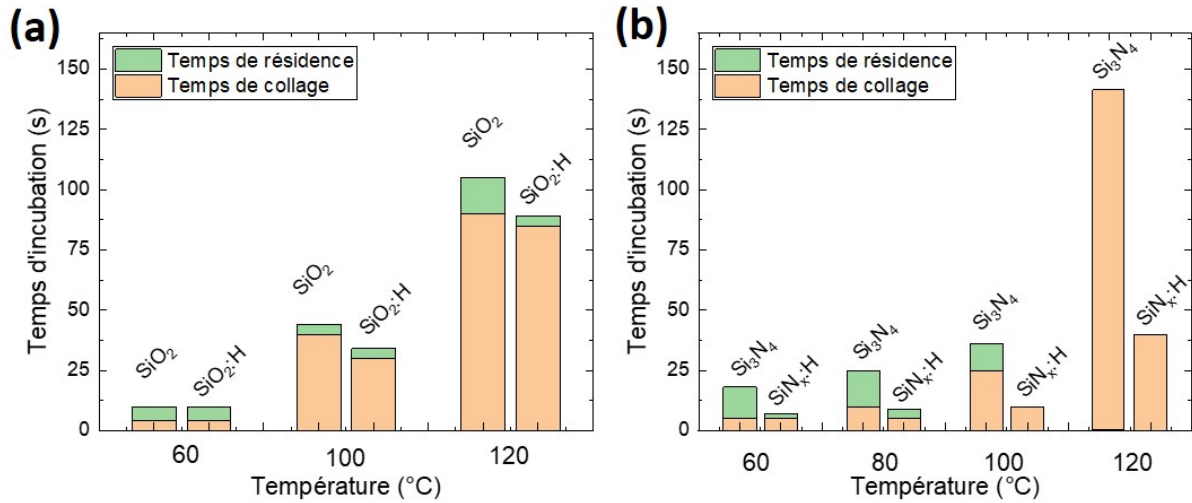 (a)
Temps de résidence
Temps de collage
Temps d'incubation (s)
150
125
100
75
50
25
0
SiO₂
SiO₂:H
SiO₂
SiO₂:H
SiO₂
SiO₂:H
60
100
120
Température (°C)
(b)
Temps de résidence
Temps de collage
Temps d'incubation (s)
150
125
100
75
50
25
0
Si₃N₄
SiNₓ:H
Si₃N₄
SiNₓ:H
Si₃N₄
SiNₓ:H
Si₃N₄
SiNₓ:H
60
80
100
120
Température (°C)